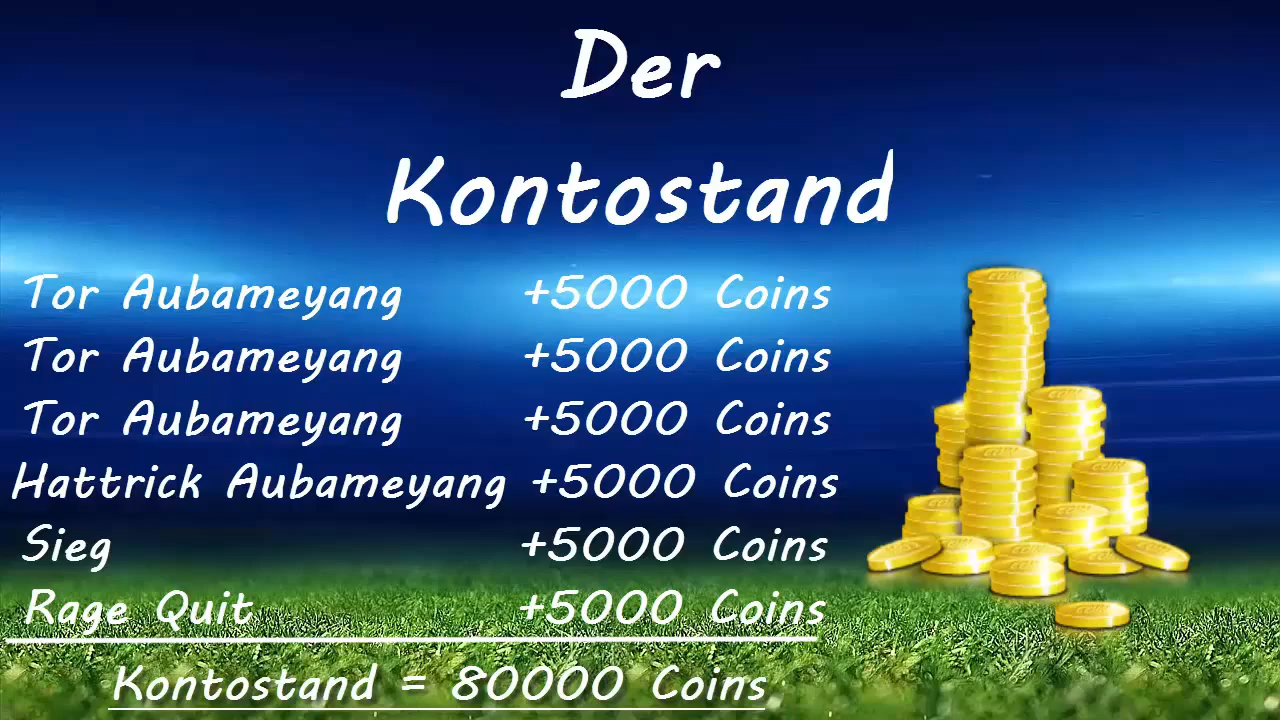 Der
Kontostand
Tor Aubameyang +5000 Coins
Tor Aubameyang +5000 Coins
Tor Aubameyang +5000 Coins
Hattrick Aubameyang +5000 Coins
Sieg +5000 Coins
Rage Quit +5000 Coins
Kontostand = 80000 Coins